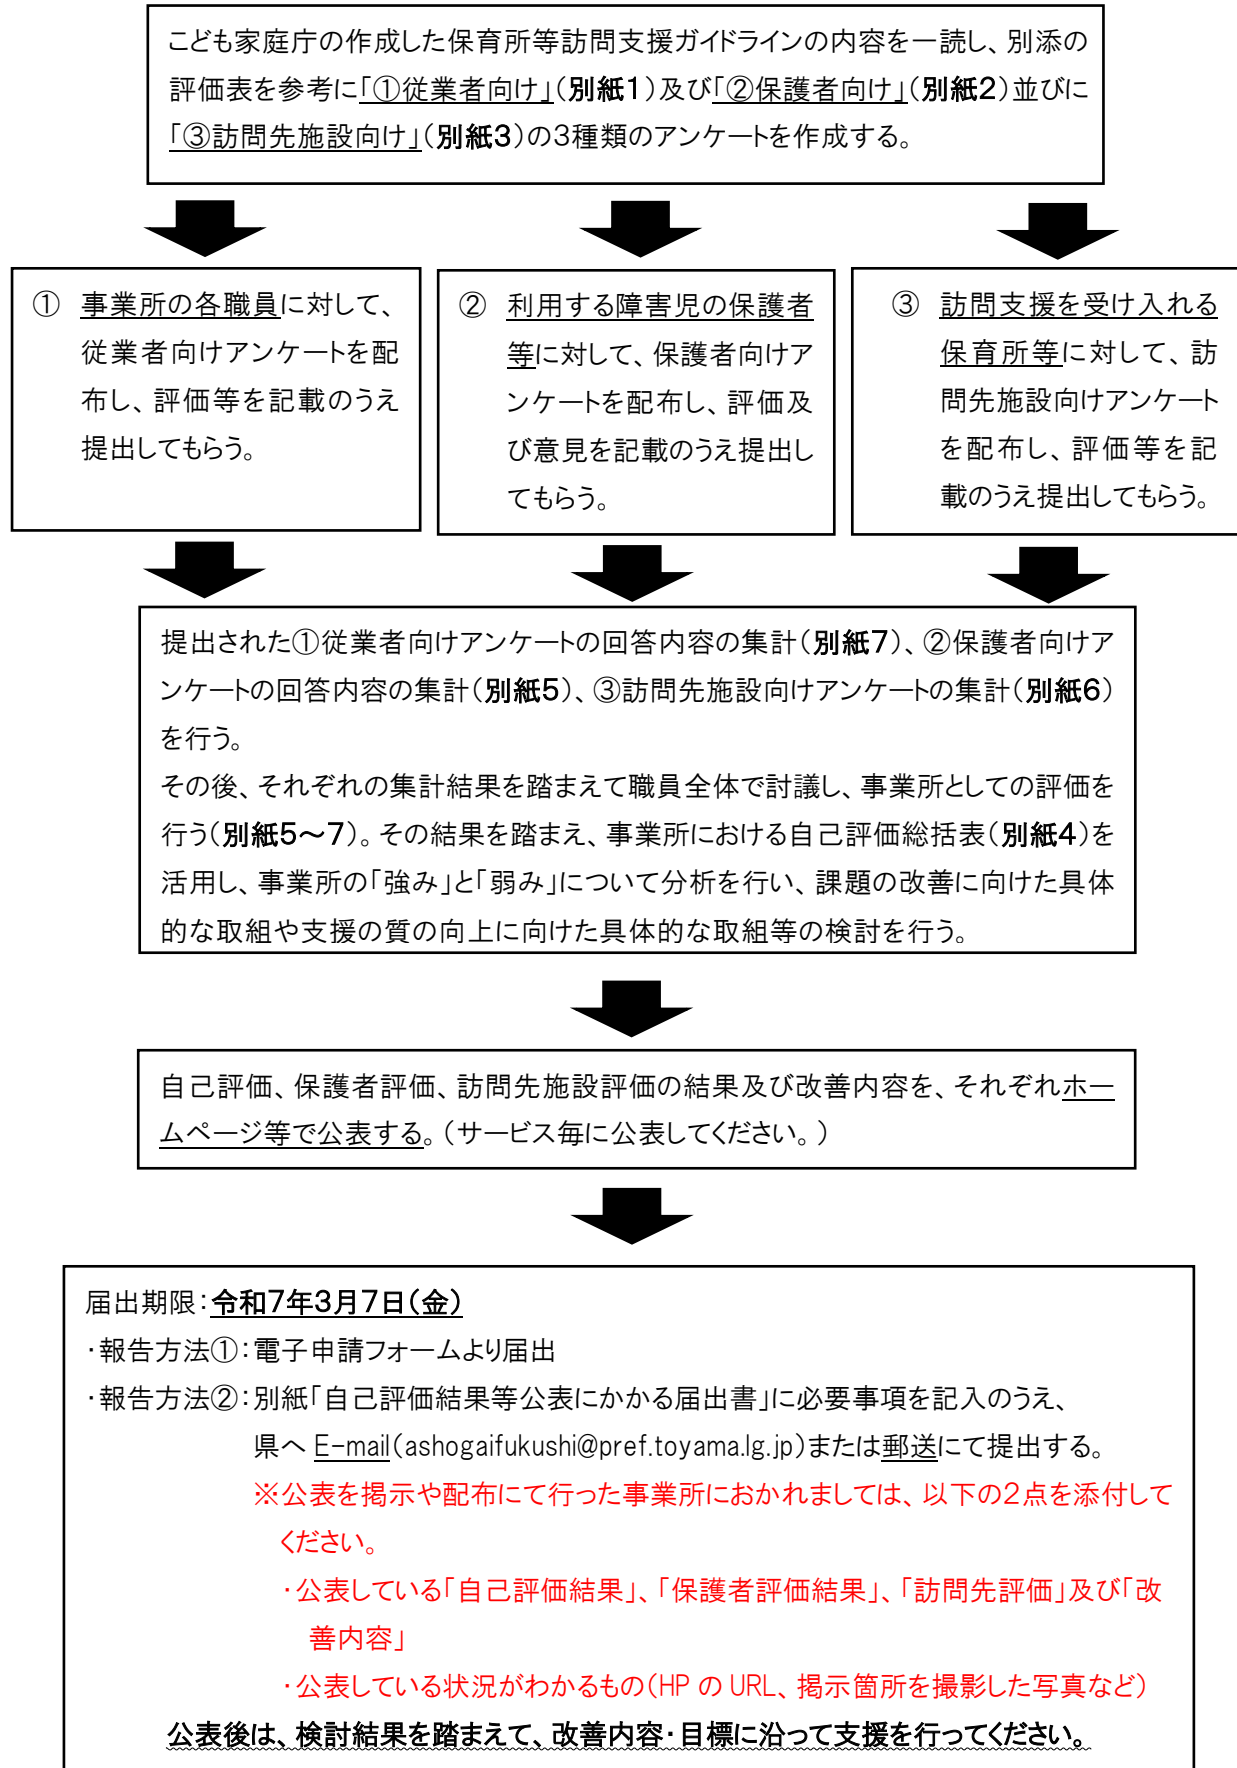 こども家庭庁の作成した保育所等訪問支援ガイドラインの内容を一読し、別添の
評価表を参考に「①従業者向け」(別紙1)及び「②保護者向け」(別紙2)並びに
「③訪問先施設向け」(別紙3)の3種類のアンケートを作成する。
① 事業所の各職員に対して、
従業者向けアンケートを配
布し、評価等を記載のうえ
提出してもらう。
② 利用する障害児の保護者
等に対して、保護者向けア
ンケートを配布し、評価及
び意見を記載のうえ提出し
てもらう。
③ 訪問支援を受け入れる
保育所等に対して、訪
問先施設向けアンケート
を配布し、評価等を記
載のうえ提出してもらう。
提出された①従業者向けアンケートの回答内容の集計(別紙7)、②保護者向けア
ンケートの回答内容の集計(別紙5)、③訪問先施設向けアンケートの集計(別紙6)
を行う。
その後、それぞれの集計結果を踏まえて職員全体で討議し、事業所としての評価を
行う(別紙5~7)。その結果を踏まえ、事業所における自己評価総括表(別紙4)を
活用し、事業所の「強み」と「弱み」について分析を行い、課題の改善に向けた具体
的な取組や支援の質の向上に向けた具体的な取組等の検討を行う。
自己評価、保護者評価、訪問先施設評価の結果及び改善内容を、それぞれホー
ムページ等で公表する。(サービス毎に公表してください。)
届出期限:令和7年3月7日(金)
・報告方法①:電子申請フォームより届出
・報告方法②:別紙「自己評価結果等公表にかかる届出書」に必要事項を記入のうえ、
県へ E-mail(ashogaifukushi@pref.toyama.lg.jp)または郵送にて提出する。
※公表を掲示や配布にて行った事業所におかれましては、以下の2点を添付して
ください。
・公表している「自己評価結果」、「保護者評価結果」、「訪問先評価」及び「改
善内容」
・公表している状況がわかるもの(HP の URL、掲示箇所を撮影した写真など)
公表後は、検討結果を踏まえて、改善内容・目標に沿って支援を行ってください。